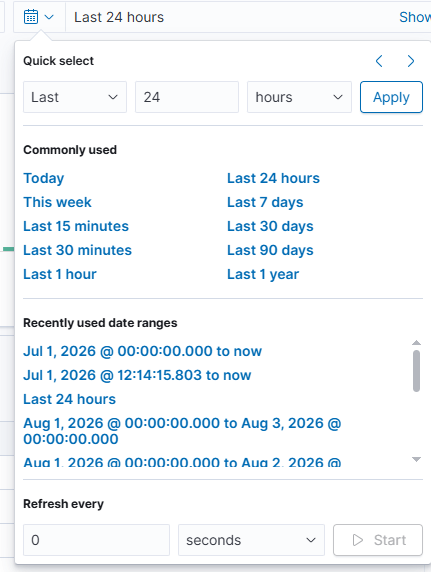 Last 24 hours Show
Quick select
Last 24 hours Apply
Commonly used
Today Last 24 hours
This week Last 7 days
Last 15 minutes Last 30 days
Last 30 minutes Last 90 days
Last 1 hour Last 1 year
Recently used date ranges
Jul 1, 2026 @ 00:00:00.000 to now
Jul 1, 2026 @ 12:14:15.803 to now
Last 24 hours
Aug 1, 2026 @ 00:00:00.000 to Aug 3, 2026 @
00:00:00.000
Aug 1, 2026 @ 00:00:00.000 to Aug 2, 2026 @
Refresh every
0 seconds Start